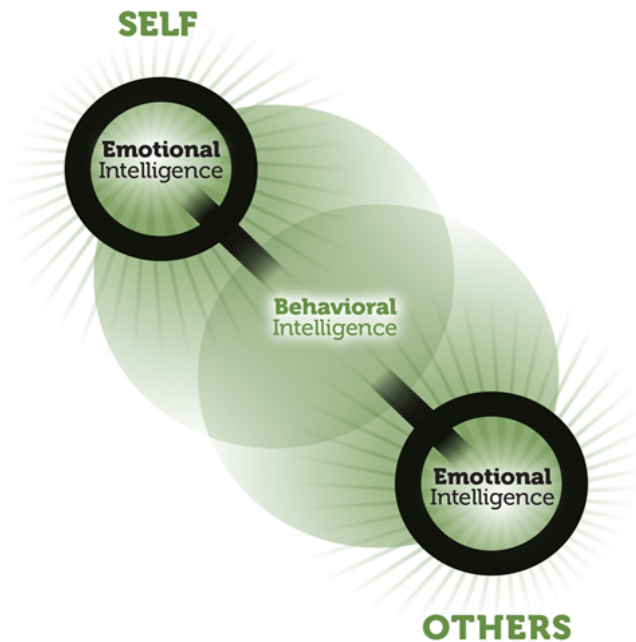 SELF
Emotional
Intelligence
Behavioral
Intelligence
Emotional
Intelligence
OTHERS